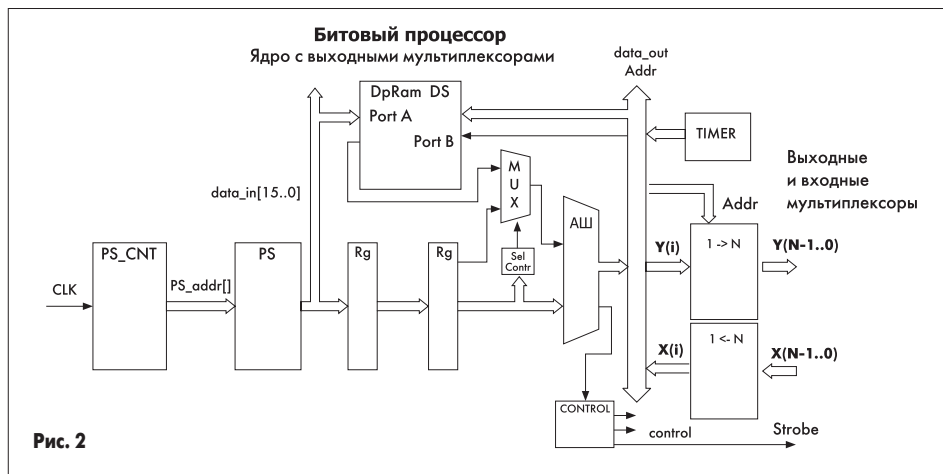 Битовый процессор
Ядро с выходными мультиплексорами
data_out
Addr
DpRam DS
Port A
Port B
TIMER
Выходные
и входные
мультиплексоры
data_in[15..0]
M
U
X
Addr
АШ
PS_CNT
PS
Rg
Rg
Sel
Contr
Y(i)
1 -> N
Y(N-1..0)
CLK
PS_addr[]
X(i)
1 <- N
X(N-1..0)
CONTROL
control
Strobe
Рис. 2